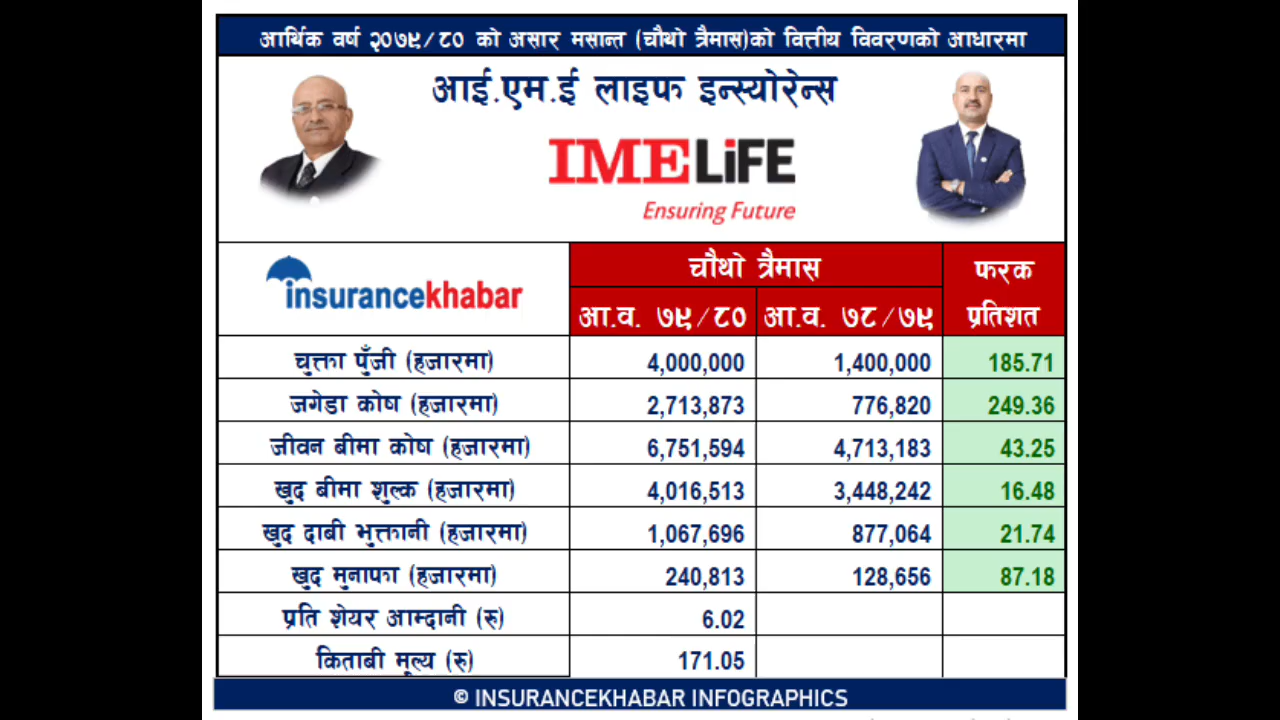 आर्थिक वर्ष २०७९/८० को असार मसान्त (चौथो त्रैमास)को वित्तीय विवरणको आधारमा
आई.एम.ई लाइफ इन्स्योरेन्स
IME LiFE
Ensuring Future
insurancekhabar
चौथो त्रैमास
फरक प्रतिशत
आ.व. ७९/८० आ.व. ७८/७९
चुक्ता पुँजी (हजारमा) 4,000,000 1,400,000 185.71
जगेडा कोष (हजारमा) 2,713,873 776,820 249.36
जीवन बीमा कोष (हजारमा) 6,751,594 4,713,183 43.25
खुद बीमा शुल्क (हजारमा) 4,016,513 3,448,242 16.48
खुद दाबी भुक्तानी (हजारमा) 1,067,696 877,064 21.74
खुद मुनाफा (हजारमा) 240,813 128,656 87.18
प्रति शेयर आम्दानी (रु) 6.02
किताबी मूल्य (रु) 171.05
© INSURANCEKHABAR INFOGRAPHICS